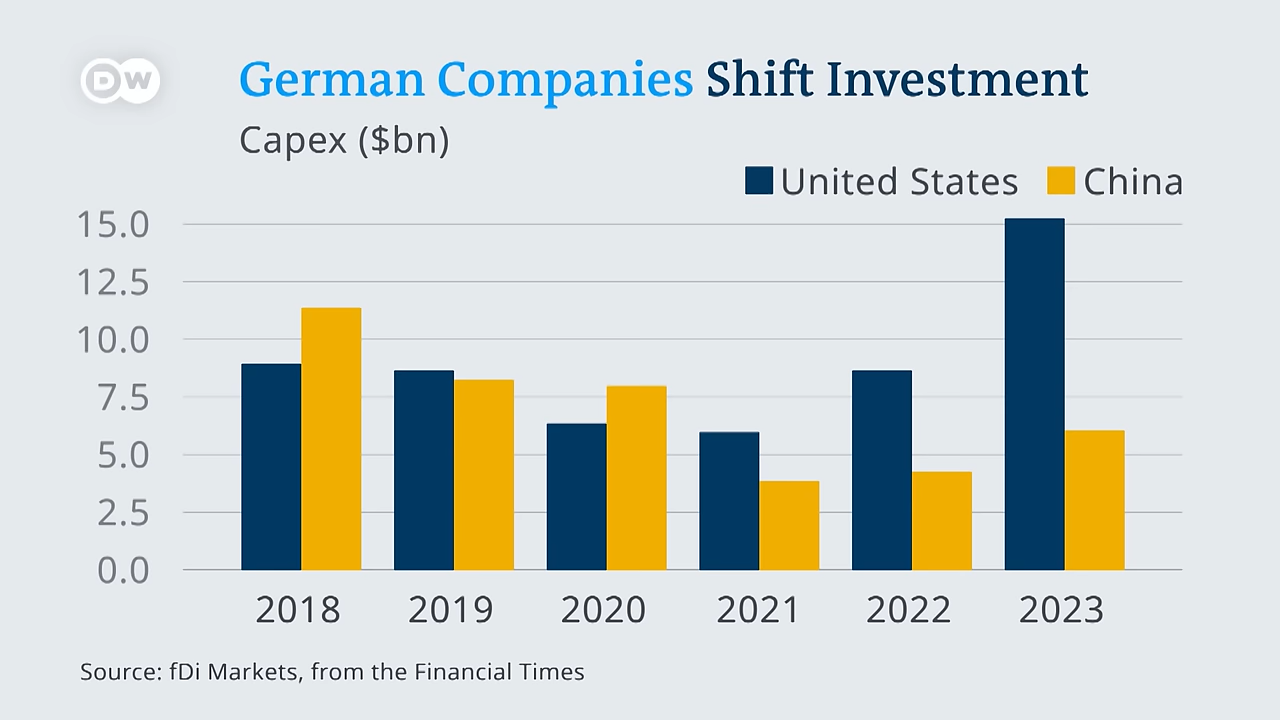 DW
German Companies Shift Investment
Capex ($bn)
United States China
15.0
12.5
10.0
7.5
5.0
2.5
0.0
2018 2019 2020 2021 2022 2023
Source: fDi Markets, from the Financial Times